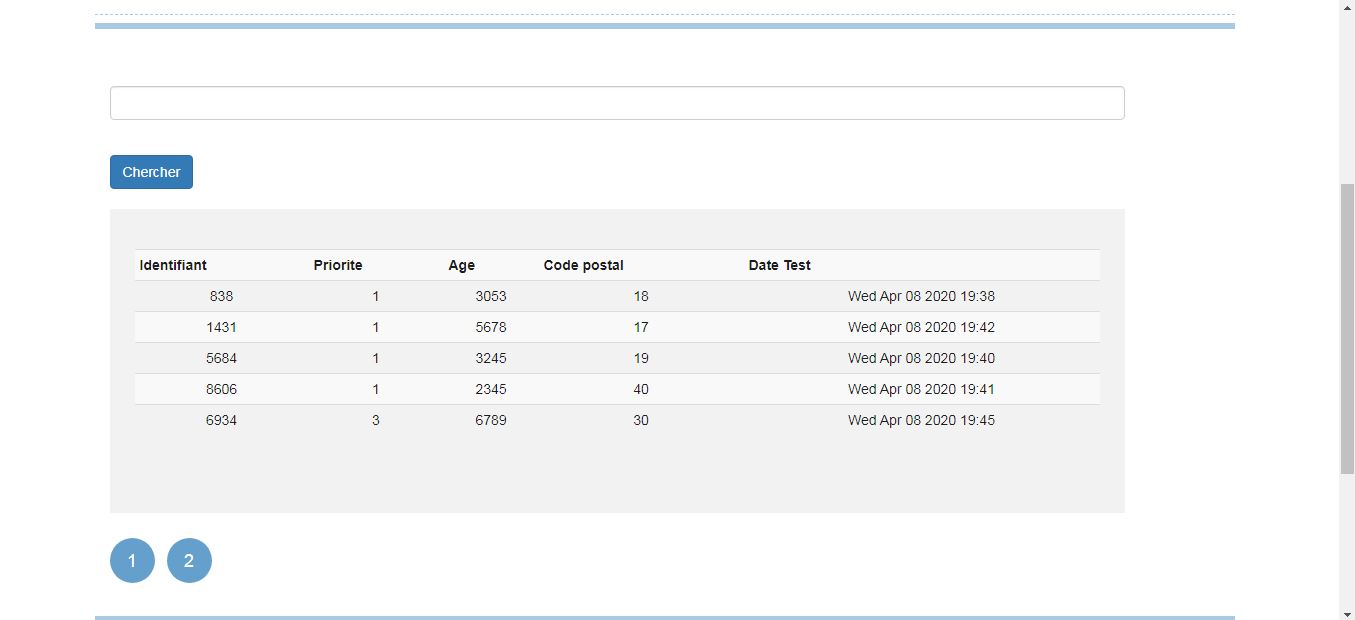 Chercher
Identifiant Priorite Age Code postal Date Test
838 1 3053 18 Wed Apr 08 2020 19:38
1431 1 5678 17 Wed Apr 08 2020 19:42
5684 1 3245 19 Wed Apr 08 2020 19:40
8606 1 2345 40 Wed Apr 08 2020 19:41
6934 3 6789 30 Wed Apr 08 2020 19:45
1 2